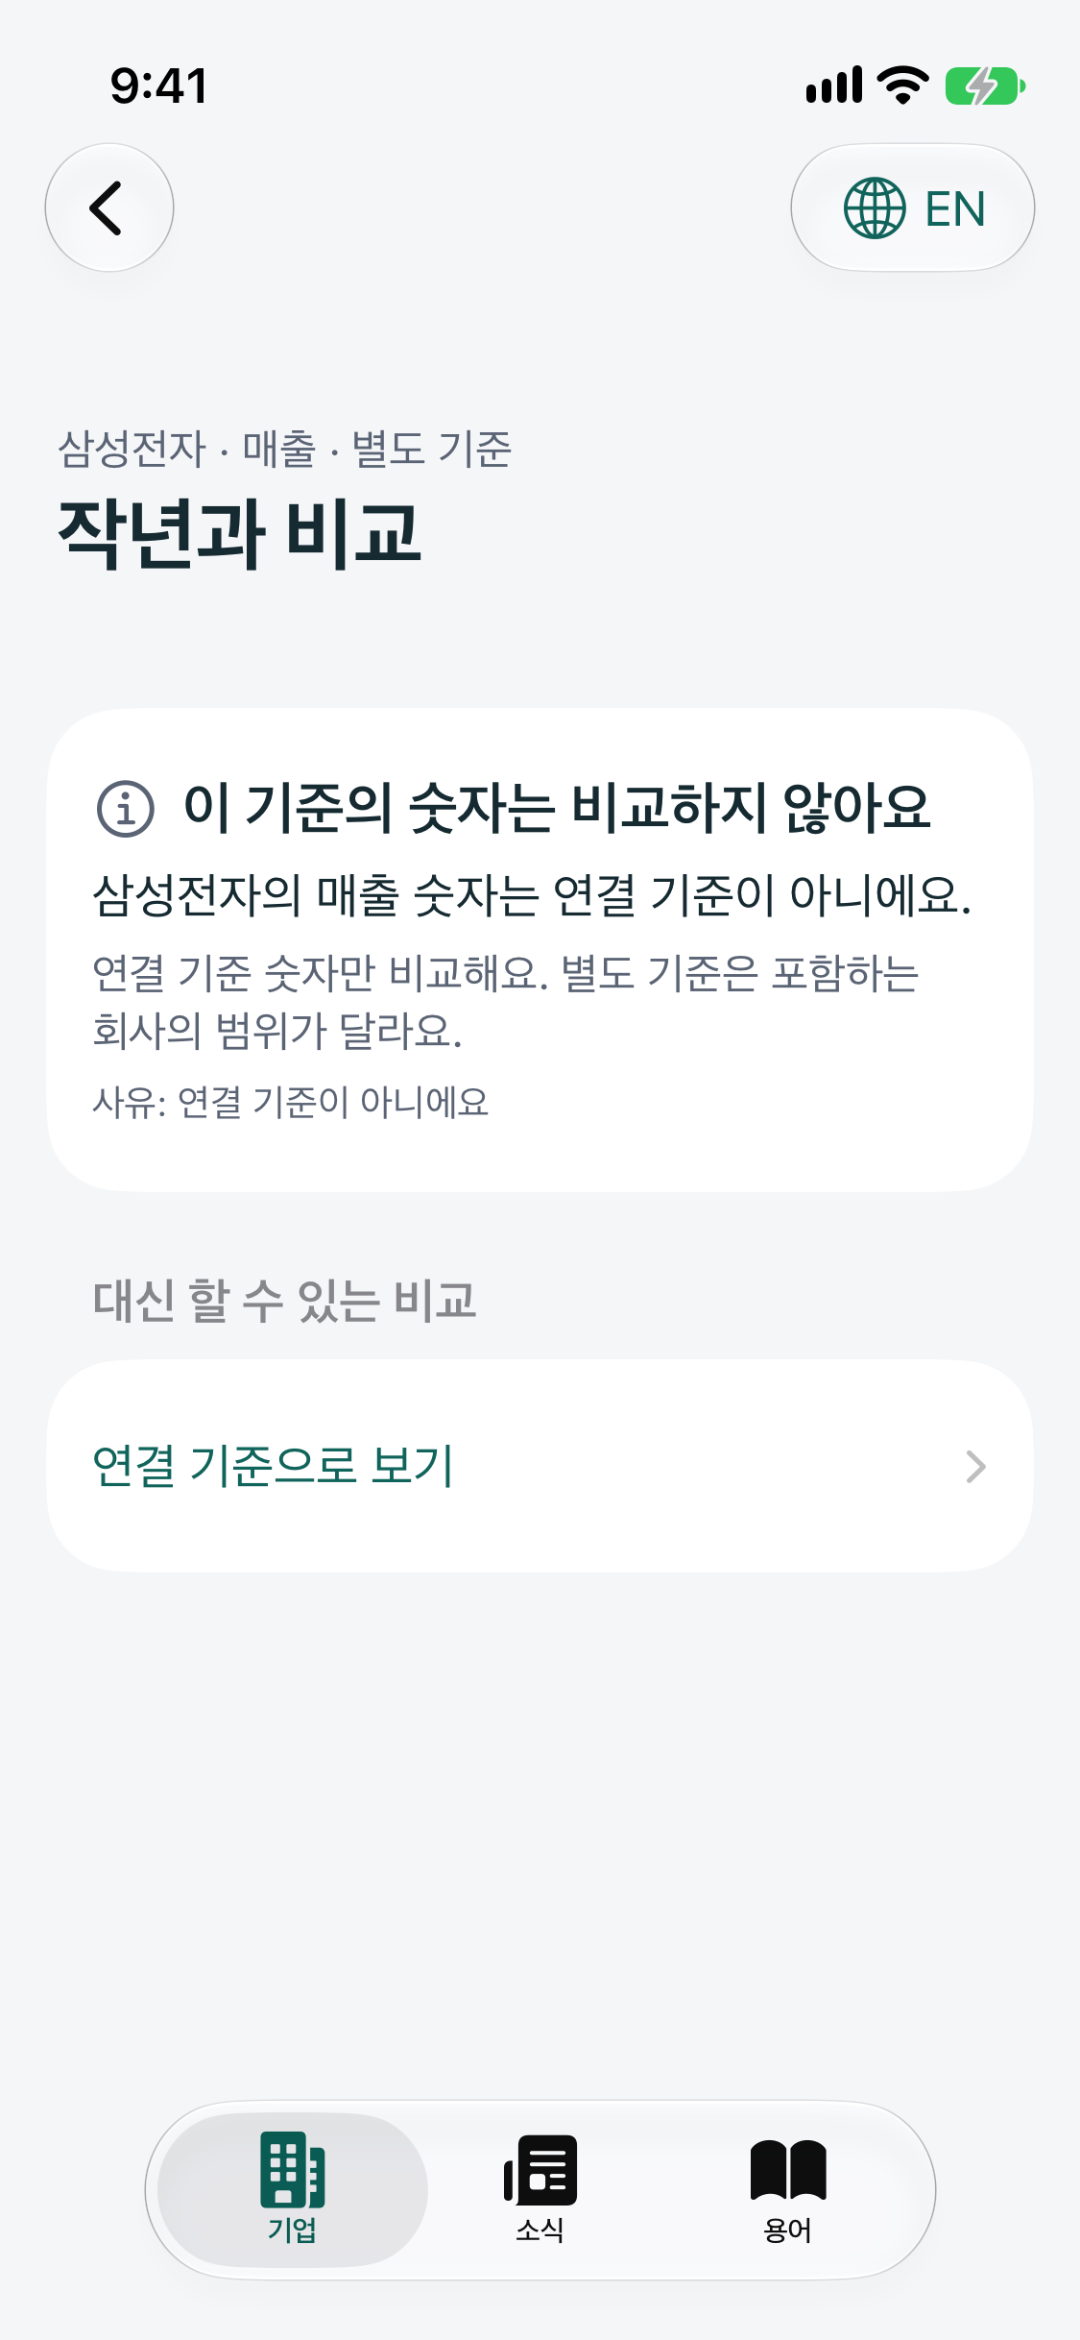 9:41
EN
삼성전자 · 매출 · 별도 기준
작년과 비교
이 기준의 숫자는 비교하지 않아요
삼성전자의 매출 숫자는 연결 기준이 아니에요.
연결 기준 숫자만 비교해요. 별도 기준은 포함하는
회사의 범위가 달라요.
사유: 연결 기준이 아니에요
대신 할 수 있는 비교
연결 기준으로 보기
기업
소식
용어